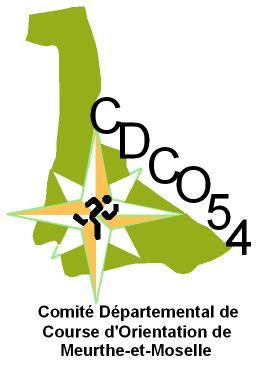 CDCO54
Comité Départemental de
Course d'Orientation de
Meurthe-et-Moselle